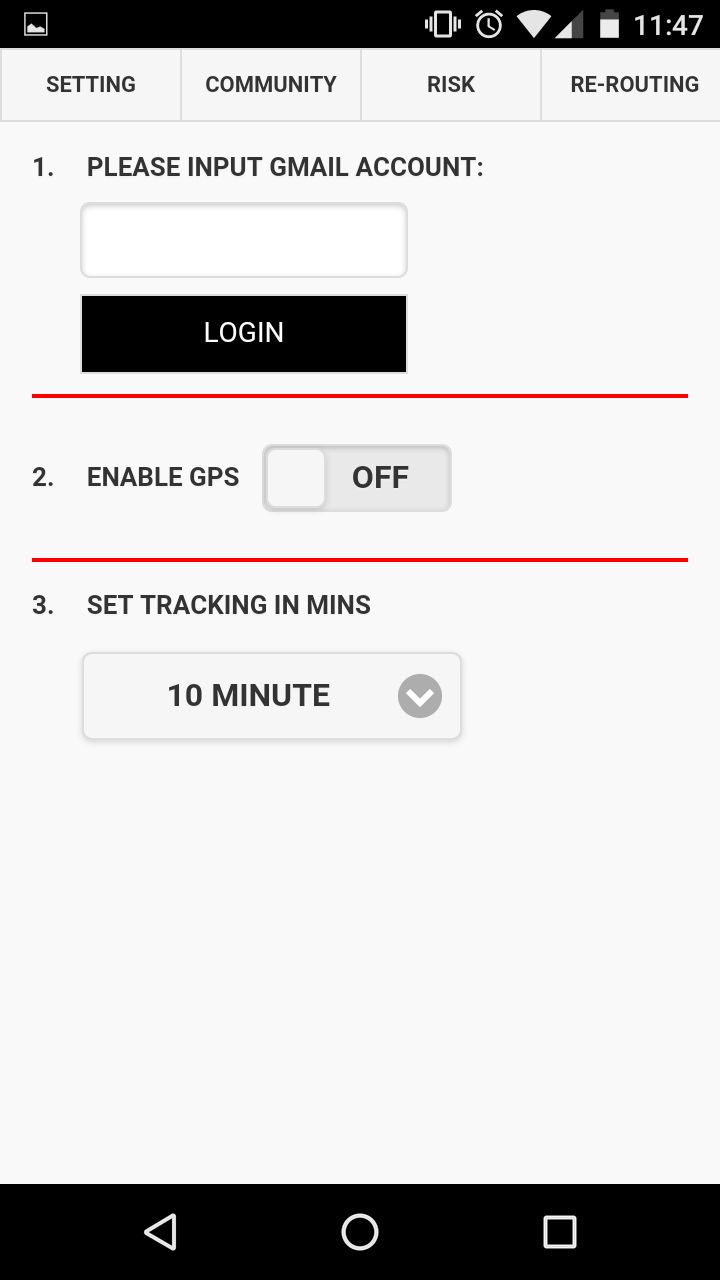 11:47
SETTING COMMUNITY RISK RE-ROUTING
1. PLEASE INPUT GMAIL ACCOUNT:
LOGIN
2. ENABLE GPS OFF
3. SET TRACKING IN MINS
10 MINUTE